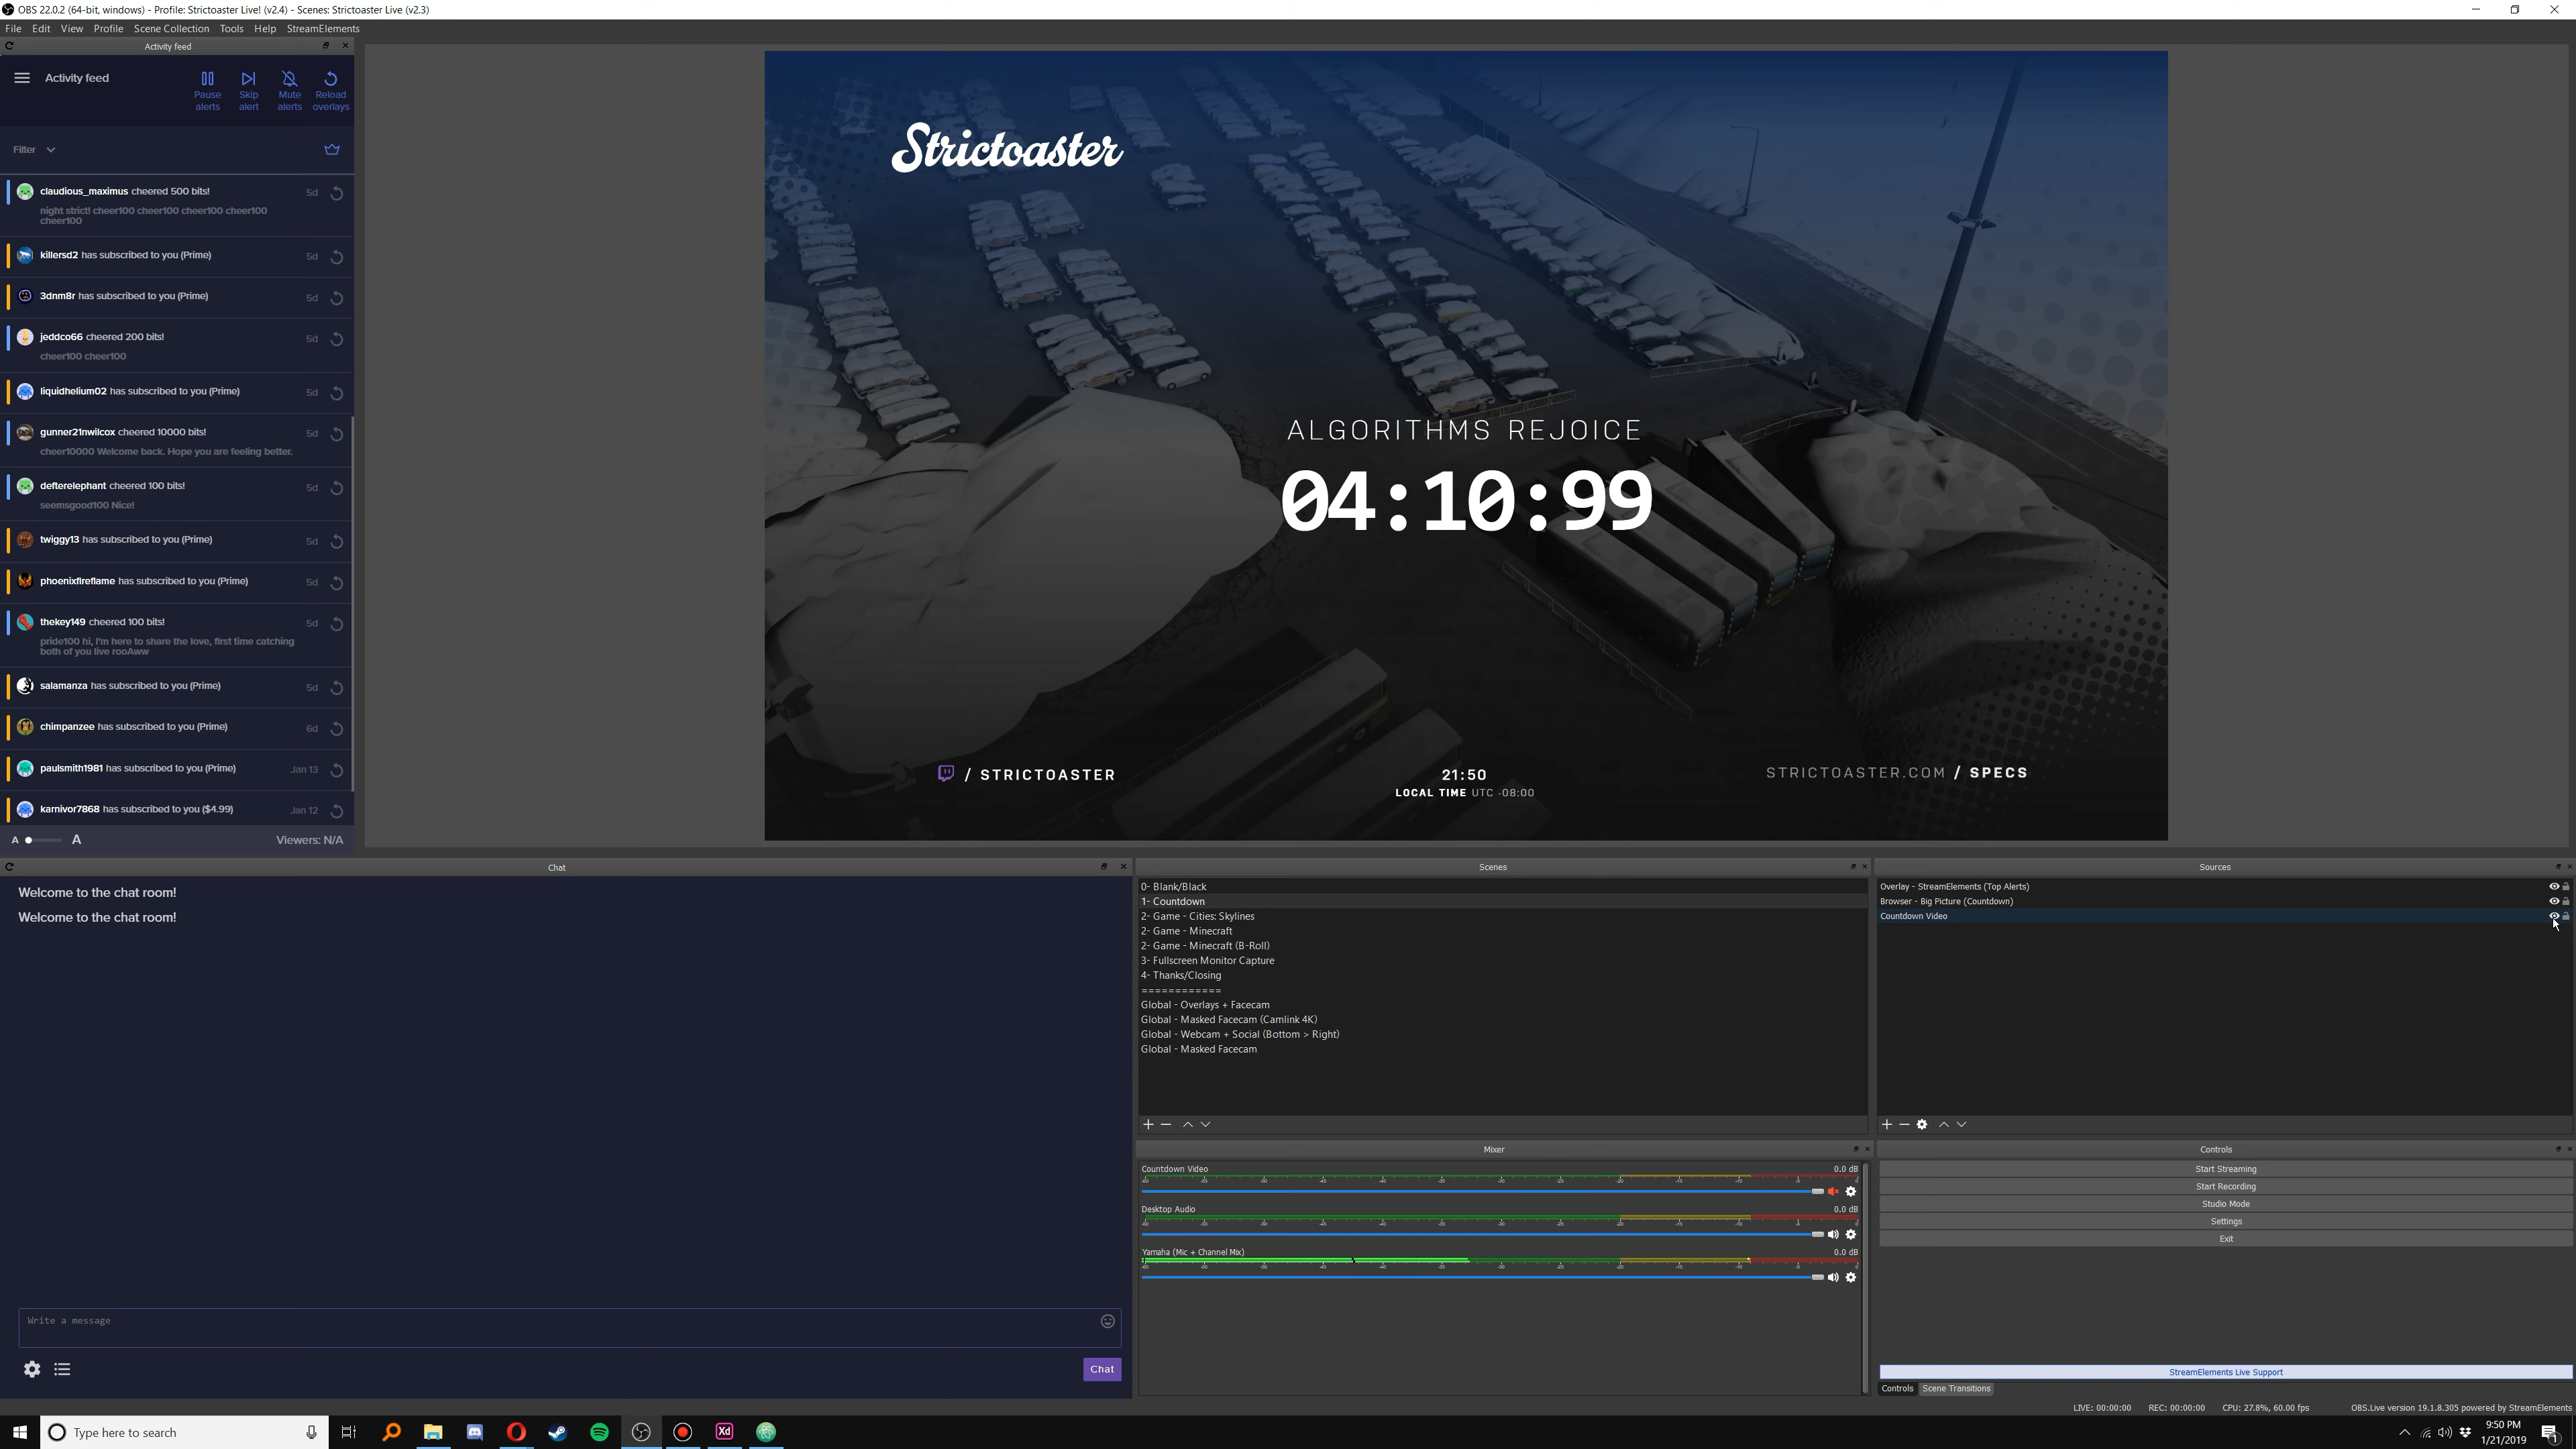 OBS 22.0.2 (64-bit, windows) - Profile: Strictoaster Live! (v2.4) - Scenes: Strictoaster Live (v2.3)
File Edit View Profile Scene Collection Tools Help StreamElements
Activity feed
Activity feed
Pause alerts
Skip alert
Mute alerts
Reload overlays
Filter
claudious_maximus cheered 500 bits! 5d
night strict! cheer100 cheer100 cheer100 cheer100
cheer100
killersd2 has subscribed to you (Prime) 5d
3dnm8r has subscribed to you (Prime) 5d
jeddco66 cheered 200 bits! 5d
cheer100 cheer100
liquidhelium02 has subscribed to you (Prime) 5d
gunner21nwilcox cheered 10000 bits! 5d
cheer10000 Welcome back. Hope you are feeling better.
defterelephant cheered 100 bits! 5d
seemsgood100 Nice!
twiggy13 has subscribed to you (Prime) 5d
phoenixfireflame has subscribed to you (Prime) 5d
thekey149 cheered 100 bits! 5d
pride100 hi, I'm here to share the love, first time catching
both of you live rooAww
salamanza has subscribed to you (Prime) 5d
chimpanzee has subscribed to you (Prime) 6d
paulsmith1981 has subscribed to you (Prime) Jan 13
karnivor7868 has subscribed to you ($4.99) Jan 12
A A Viewers: N/A
Strictoaster
ALGORITHMS REJOICE
04:10:99
/ STRICTOASTER
21:50
LOCAL TIME UTC -08:00
STRICTOASTER.COM / SPECS
Chat
Welcome to the chat room!
Welcome to the chat room!
Write a message
Chat
Scenes
0- Blank/Black
1- Countdown
2- Game - Cities: Skylines
2- Game - Minecraft
2- Game - Minecraft (B-Roll)
3- Fullscreen Monitor Capture
4- Thanks/Closing
============
Global - Overlays + Facecam
Global - Masked Facecam (Camlink 4K)
Global - Webcam + Social (Bottom > Right)
Global - Masked Facecam
Sources
Overlay - StreamElements (Top Alerts)
Browser - Big Picture (Countdown)
Countdown Video
Mixer
Countdown Video 0.0 dB
Desktop Audio 0.0 dB
Yamaha (Mic + Channel Mix) 0.0 dB
Controls
Start Streaming
Start Recording
Studio Mode
Settings
Exit
StreamElements Live Support
Controls Scene Transitions
LIVE: 00:00:00 REC: 00:00:00 CPU: 27.8%, 60.00 fps OBS.Live version 19.1.8.305 powered by StreamElements
Type here to search
Xd
9:50 PM
1/21/2019
1